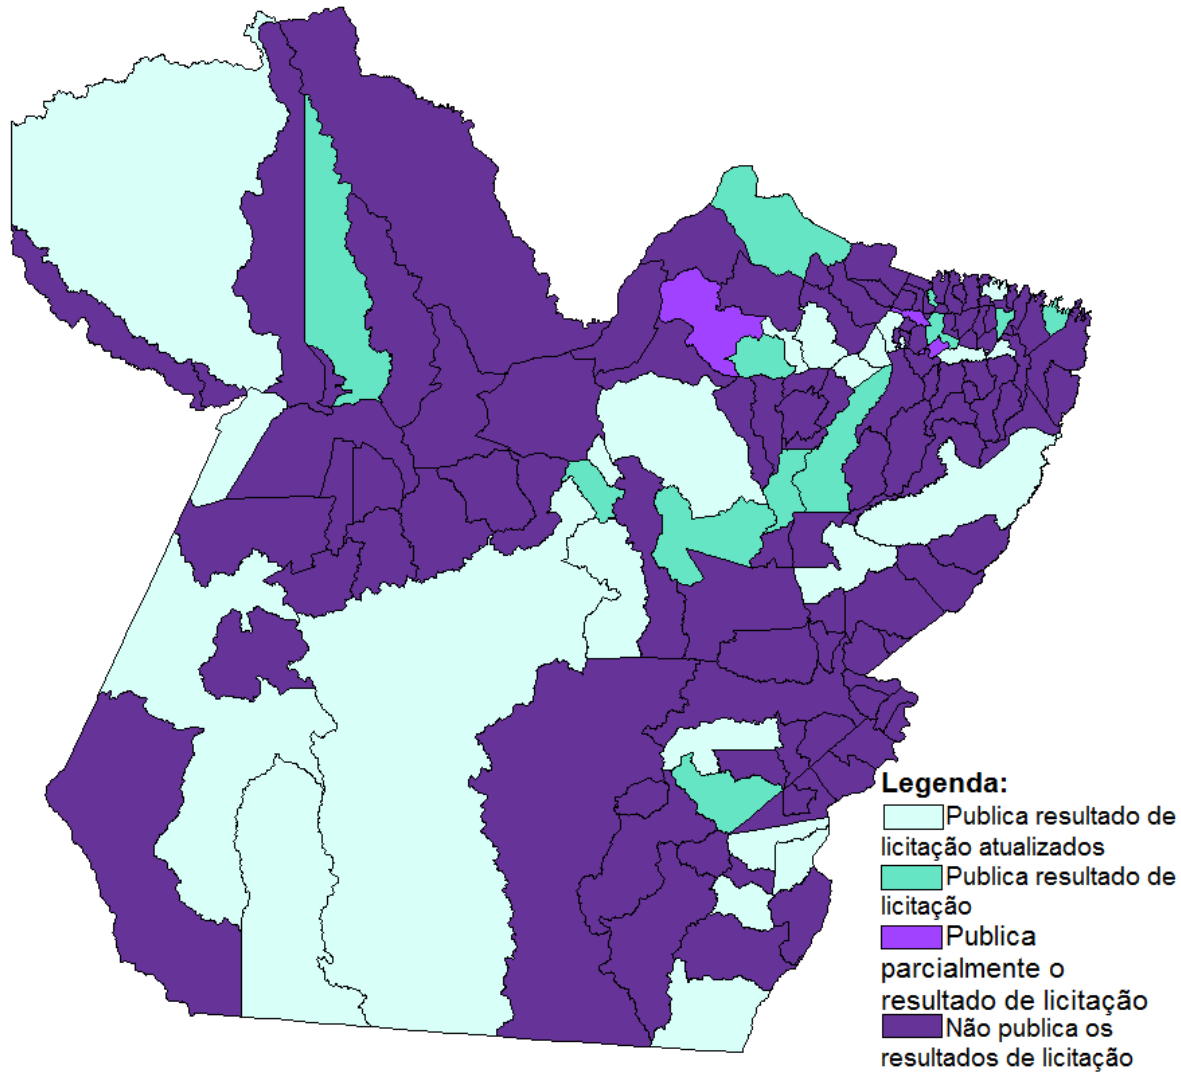 Legenda:
Publica resultado de
licitação atualizados
Publica resultado de
licitação
Publica
parcialmente o
resultado de licitação
Não publica os
resultados de licitação